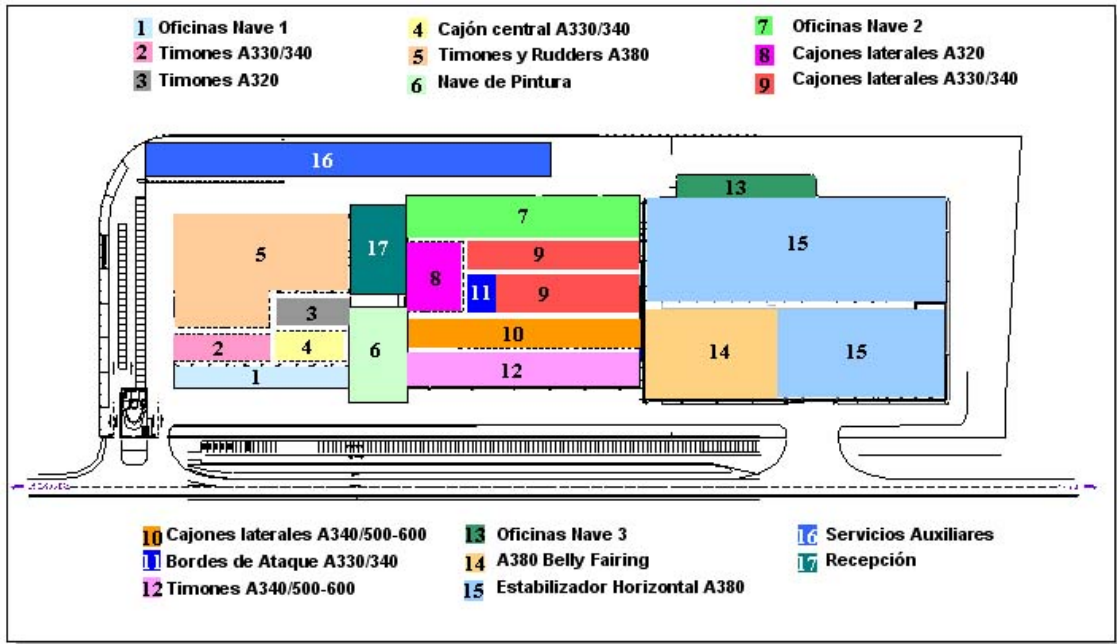 1 Oficinas Nave 1
2 Timones A330/340
3 Timones A320
4 Cajón central A330/340
5 Timones y Rudders A380
6 Nave de Pintura
7 Oficinas Nave 2
8 Cajones laterales A320
9 Cajones laterales A330/340
16
13
7
5
17
9
15
8
11
9
3
10
2
4
6
14
15
12
1
10 Cajones laterales A340/500-600
11 Bordes de Ataque A330/340
12 Timones A340/500-600
13 Oficinas Nave 3
14 A380 Belly Fairing
15 Estabilizador Horizontal A380
16 Servicios Auxiliares
17 Recepción